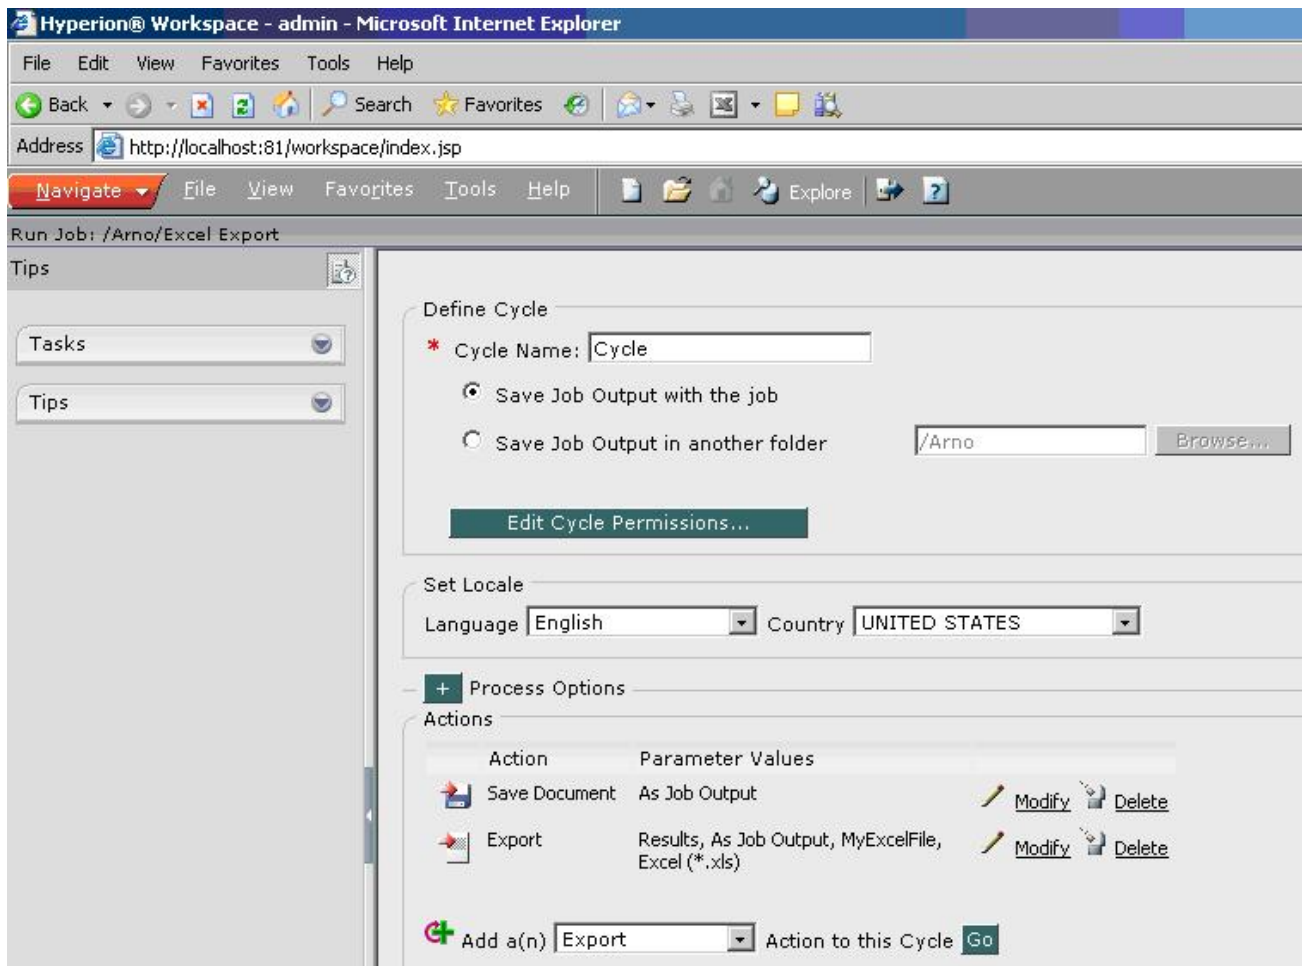 Hyperion® Workspace - admin - Microsoft Internet Explorer
File Edit View Favorites Tools Help
Back Search Favorites
Address http://localhost:81/workspace/index.jsp
Navigate File View Favorites Tools Help Explore
Run Job: /Arno/Excel Export
Tips
Tasks
Tips
Define Cycle
* Cycle Name: Cycle
Save Job Output with the job
Save Job Output in another folder /Arno Browse...
Edit Cycle Permissions...
Set Locale
Language English Country UNITED STATES
+ Process Options
Actions
Action Parameter Values
Save Document As Job Output Modify Delete
Export Results, As Job Output, MyExcelFile, Modify Delete
Excel (*.xls)
Add a(n) Export Action to this Cycle Go